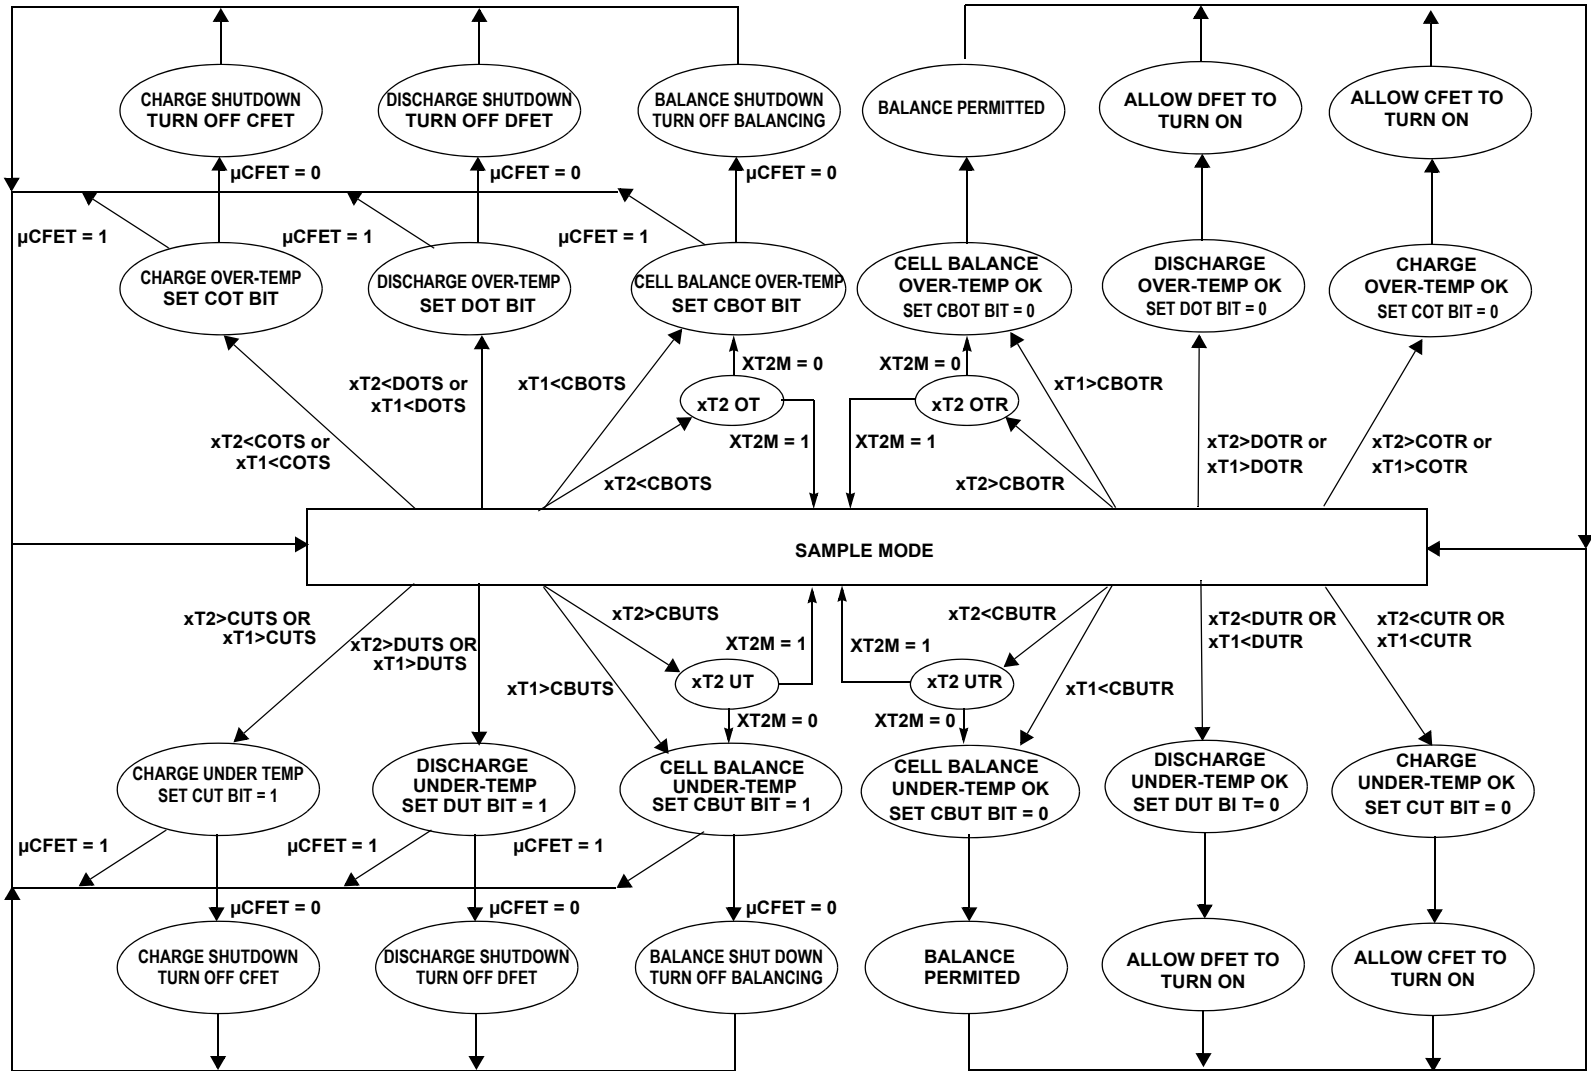 CHARGE SHUTDOWN
TURN OFF CFET
DISCHARGE SHUTDOWN
TURN OFF DFET
BALANCE SHUTDOWN
TURN OFF BALANCING
BALANCE PERMITTED
ALLOW DFET TO
TURN ON
ALLOW CFET TO
TURN ON
µCFET = 0
µCFET = 0
µCFET = 0
µCFET = 1
µCFET = 1
µCFET = 1
CHARGE OVER-TEMP
SET COT BIT
DISCHARGE OVER-TEMP
SET DOT BIT
CELL BALANCE OVER-TEMP
SET CBOT BIT
CELL BALANCE
OVER-TEMP OK
SET CBOT BIT = 0
DISCHARGE
OVER-TEMP OK
SET DOT BIT = 0
CHARGE
OVER-TEMP OK
SET COT BIT = 0
xT2<COTS or
xT1<COTS
xT2<DOTS or
xT1<DOTS
xT1<CBOTS
XT2M = 0
xT2 OT
XT2M = 1
xT2<CBOTS
XT2M = 0
xT2 OTR
XT2M = 1
xT1>CBOTR
xT2>CBOTR
xT2>DOTR or
xT1>DOTR
xT2>COTR or
xT1>COTR
SAMPLE MODE
xT2>CUTS OR
xT1>CUTS
xT2>DUTS OR
xT1>DUTS
xT2>CBUTS
XT2M = 1
xT2 UT
xT1>CBUTS
XT2M = 0
xT2<CBUTR
XT2M = 1
xT2 UTR
xT1<CBUTR
XT2M = 0
xT2<DUTR OR
xT1<DUTR
xT2<CUTR OR
xT1<CUTR
CHARGE UNDER TEMP
SET CUT BIT = 1
DISCHARGE
UNDER-TEMP
SET DUT BIT = 1
CELL BALANCE
UNDER-TEMP
SET CBUT BIT = 1
CELL BALANCE
UNDER-TEMP OK
SET CBUT BIT = 0
DISCHARGE
UNDER-TEMP OK
SET DUT BI T= 0
CHARGE
UNDER-TEMP OK
SET CUT BIT = 0
µCFET = 1
µCFET = 1
µCFET = 1
µCFET = 0
µCFET = 0
µCFET = 0
CHARGE SHUTDOWN
TURN OFF CFET
DISCHARGE SHUTDOWN
TURN OFF DFET
BALANCE SHUT DOWN
TURN OFF BALANCING
BALANCE
PERMITED
ALLOW DFET TO
TURN ON
ALLOW CFET TO
TURN ON